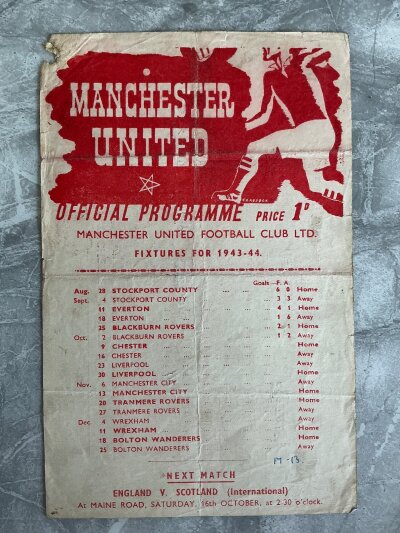 MANCHESTER
UNITED
OFFICIAL PROGRAMME PRICE 1D
MANCHESTER UNITED FOOTBALL CLUB LTD.
FIXTURES FOR 1943-44.
Goals F. A.
Aug. 28 STOCKPORT COUNTY ... ... 6 0 Home
Sept. 4 STOCKPORT COUNTY ... ... 3 3 Away
11 EVERTON ... ... ... 4 1 Home
18 EVERTON ... ... ... 1 6 Away
25 BLACKBURN ROVERS ... ... 2 1 Home
Oct. 2 BLACKBURN ROVERS ... ... 1 2 Away
9 CHESTER ... ... ... Home
16 CHESTER ... ... ... Away
23 LIVERPOOL ... ... ... Away
30 LIVERPOOL ... ... ... Home
Nov. 6 MANCHESTER CITY ... ... Away
13 MANCHESTER CITY ... ... Home
20 TRANMERE ROVERS ... ... Home
27 TRANMERE ROVERS ... ... Away
Dec 4 WREXHAM ... ... ... Away
11 WREXHAM ... ... ... Home
18 BOLTON WANDERERS ... ... Home
25 BOLTON WANDERERS ... ... Away
M-13.
NEXT MATCH
ENGLAND V. SCOTLAND (International)
At MAINE ROAD, SATURDAY, 16th OCTOBER, at 2.30 o'clock.